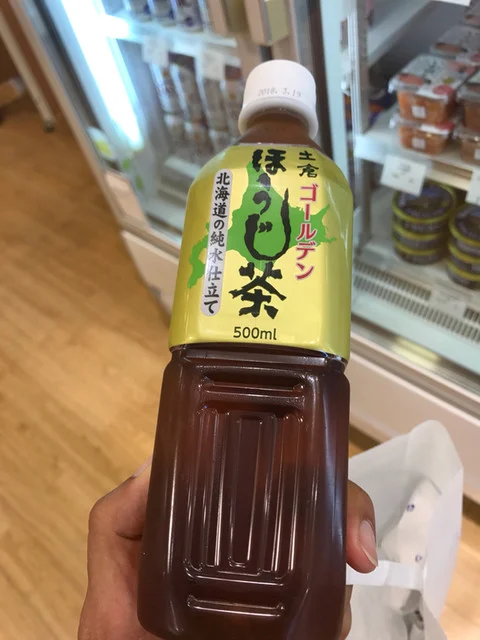 2018.3.19
土倉
ゴールデン
ほうじ茶
北海道の純水仕立て
500ml